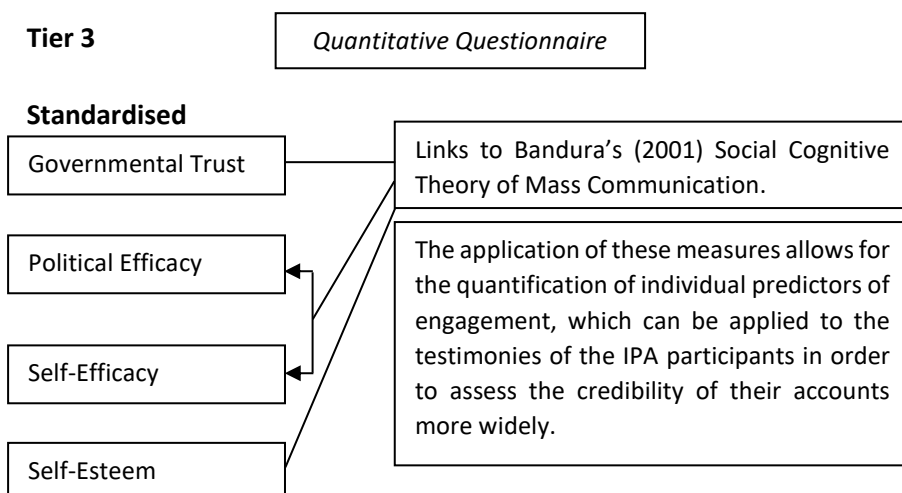 Tier 3
Quantitative Questionnaire
Standardised
Governmental Trust
Political Efficacy
Self-Efficacy
Self-Esteem
Links to Bandura’s (2001) Social Cognitive
Theory of Mass Communication.
The application of these measures allows for
the quantification of individual predictors of
engagement, which can be applied to the
testimonies of the IPA participants in order
to assess the credibility of their accounts
more widely.